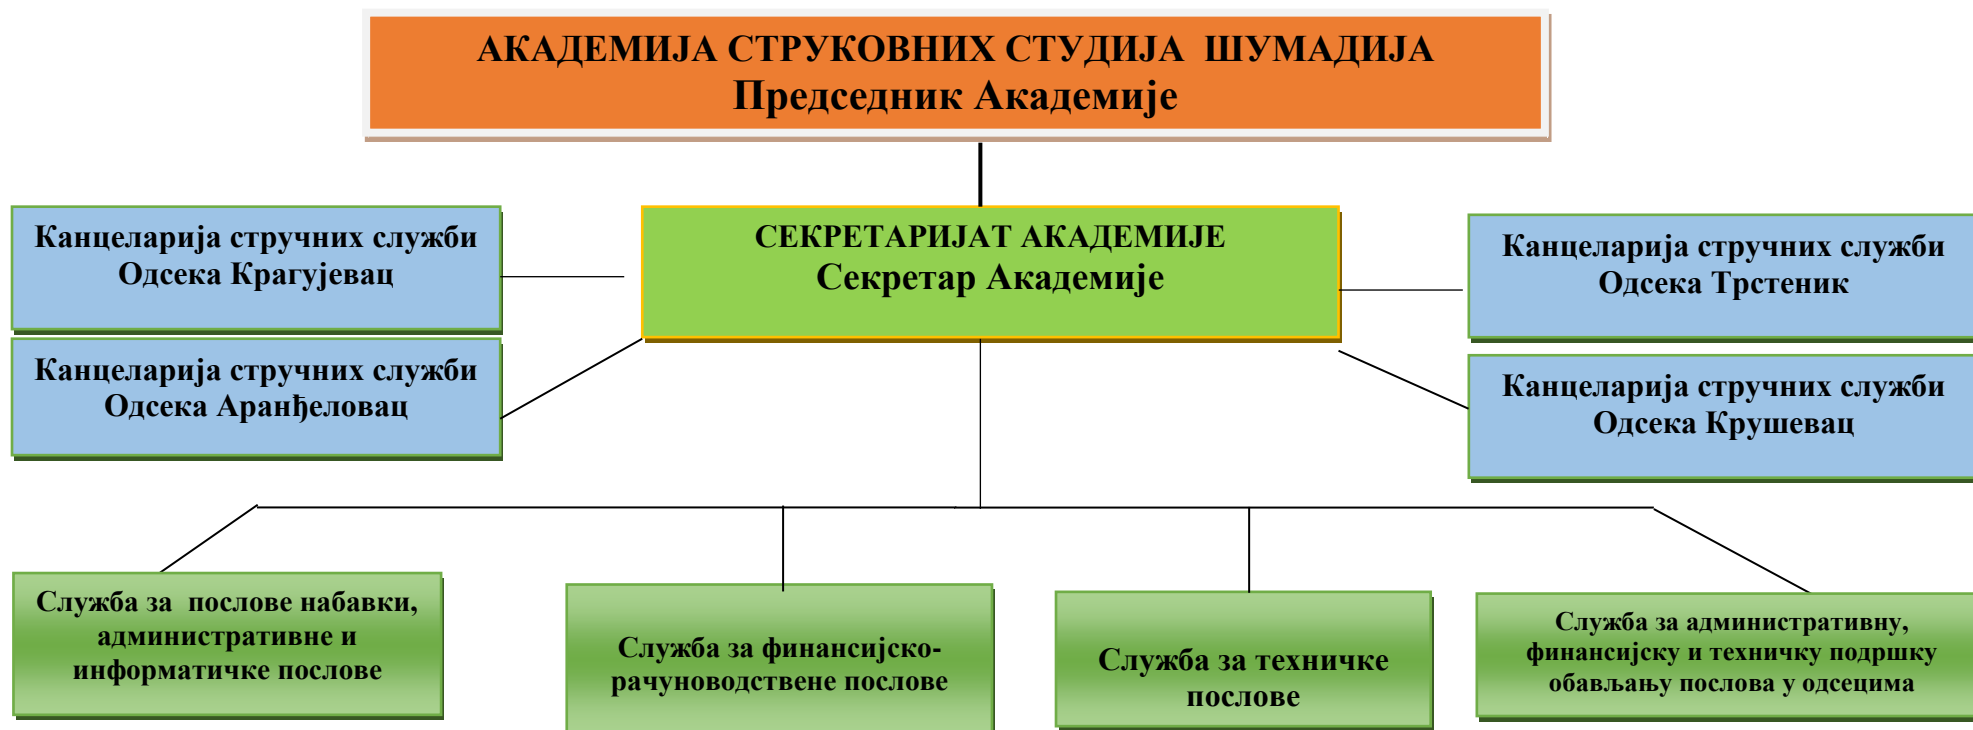 АКАДЕМИЈА СТРУКОВНИХ СТУДИЈА ШУМАДИЈА
Председник Академије
Канцеларија стручних служби
Одсека Крагујевац
СЕКРЕТАРИЈАТ АКАДЕМИЈЕ
Секретар Академије
Канцеларија стручних служби
Одсека Трстеник
Канцеларија стручних служби
Одсека Аранђеловац
Канцеларија стручних служби
Одсека Крушевац
Служба за послове набавки,
административне и
информатичке послове
Служба за финансијско-
рачуноводствене послове
Служба за техничке
послове
Служба за административну,
финансијску и техничку подршку
обављању послова у одсецима